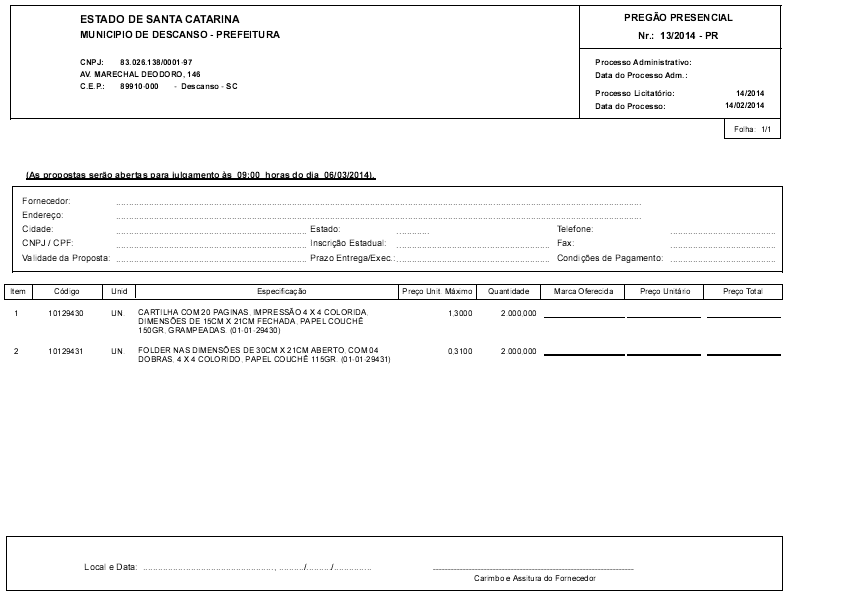 ESTADO DE SANTA CATARINA
MUNICIPIO DE DESCANSO - PREFEITURA
CNPJ: 83.026.138/0001-97
AV. MARECHAL DEODORO, 146
C.E.P.: 89910-000 - Descanso - SC
PREGÃO PRESENCIAL
Nr.: 13/2014 - PR
Processo Administrativo:
Data do Processo Adm.:
Processo Licitatório: 14/2014
Data do Processo: 14/02/2014
Folha: 1/1
(As propostas serão abertas para julgamento às 09:00 horas do dia 06/03/2014).
Fornecedor:
Endereço:
Cidade: Estado: Telefone:
CNPJ / CPF: Inscrição Estadual: Fax:
Validade da Proposta: Prazo Entrega/Exec.: Condições de Pagamento:
Item Código Unid Especificação Preço Unit. Máximo Quantidade Marca Oferecida Preço Unitário Preço Total
1 10129430 UN. CARTILHA COM 20 PAGINAS, IMPRESSÃO 4 X 4 COLORIDA, 1.3000 2.000,000
DIMENSÕES DE 15CM X 21CM FECHADA, PAPEL COUCHÊ
150GR, GRAMPEADAS. (01-01-29430)
2 10129431 UN. FOLDER NAS DIMENSÕES DE 30CM X 21CM ABERTO, COM 04 0.3100 2.000,000
DOBRAS, 4 X 4 COLORIDO, PAPEL COUCHÊ 115GR. (01-01-29431)
Local e Data: ............................................., ........../........./..............
Carimbo e Assitura do Fornecedor